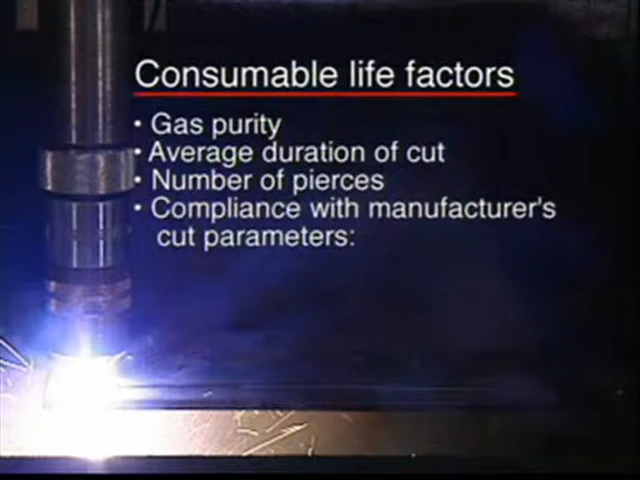 Consumable life factors
• Gas purity
• Average duration of cut
• Number of pierces
• Compliance with manufacturer's
cut parameters: